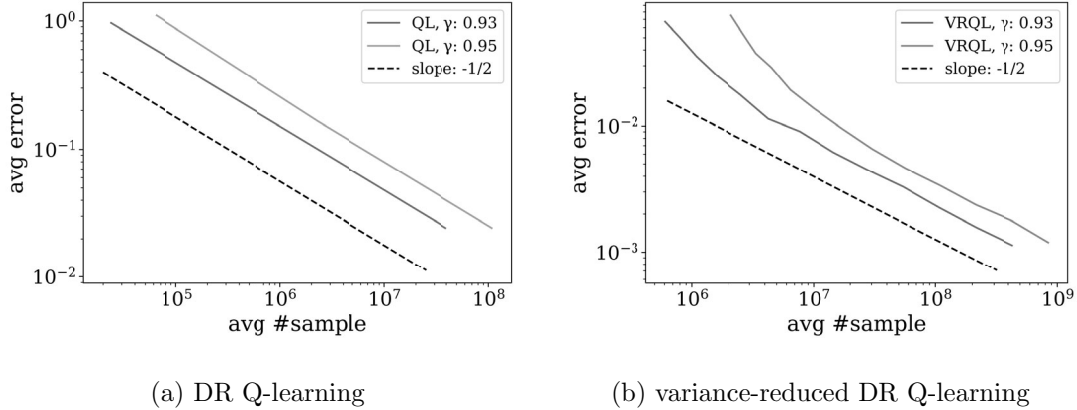 10⁰
10⁻¹
10⁻²
avg error
QL, γ: 0.93
QL, γ: 0.95
slope: -1/2
10⁵ 10⁶ 10⁷ 10⁸
avg #sample
(a) DR Q-learning
10⁻²
10⁻³
avg error
VRQL, γ: 0.93
VRQL, γ: 0.95
slope: -1/2
10⁶ 10⁷ 10⁸ 10⁹
avg #sample
(b) variance-reduced DR Q-learning